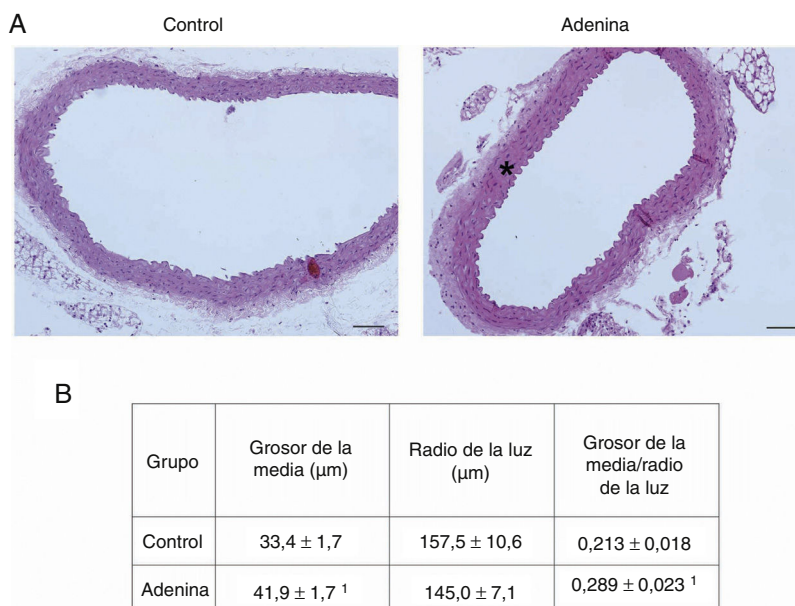 A
Control
Adenina
*
B
Grupo
Grosor de la
media (μm)
Radio de la luz
(μm)
Grosor de la
media/radio
de la luz
Control
33,4 ± 1,7
157,5 ± 10,6
0,213 ± 0,018
Adenina
41,9 ± 1,7 ¹
145,0 ± 7,1
0,289 ± 0,023 ¹